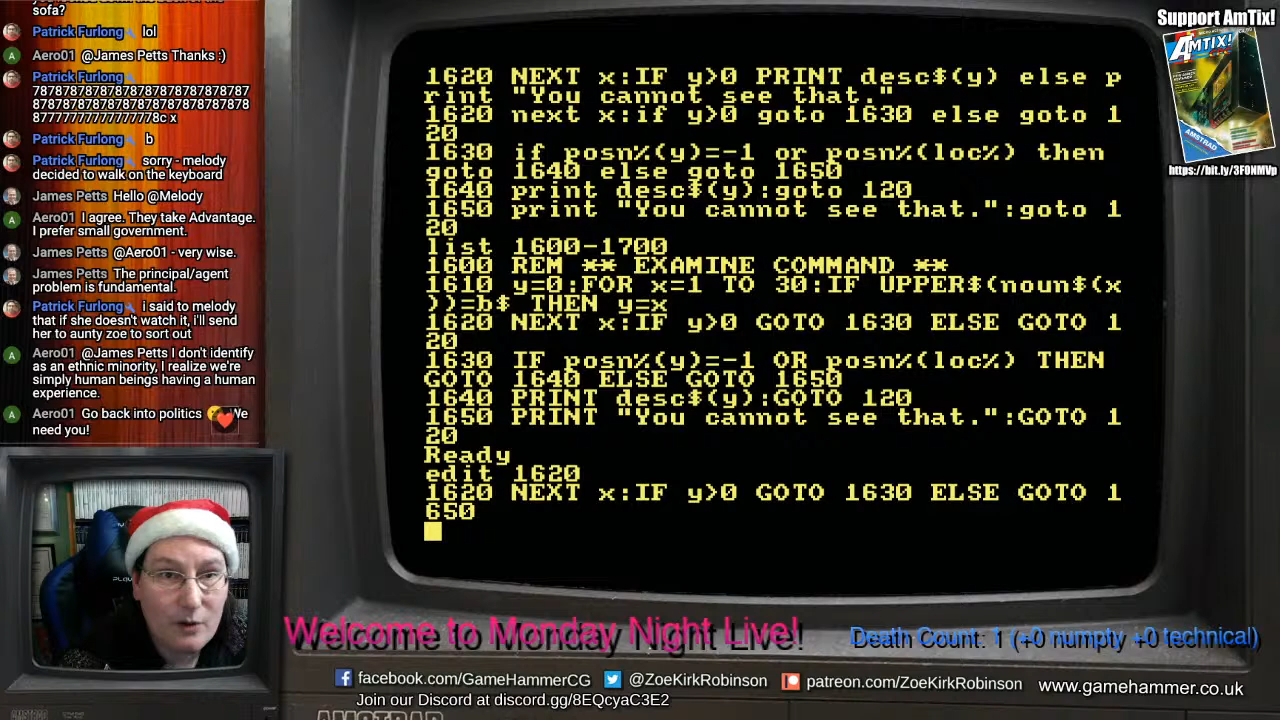 sofa?
Patrick Furlong lol
Aero01 @James Petts Thanks :)
Patrick Furlong
James Petts Hello @Melody
Patrick Furlong b
Patrick Furlong sorry - melody
decided to walk on the keyboard
Aero01 I agree. They take Advantage.
I prefer small government.
James Petts @Aero01 - very wise.
James Petts The principal/agent
problem is fundamental.
Patrick Furlong i said to melody
that if she doesn't watch it, i'll send
her to aunty zoe to sort out
Aero01 @James Petts I don't identify
as an ethnic minority, I realize we're
simply human beings having a human
experience.
Aero01 Go back into politics We
need you!
1620 NEXT x:IF y>0 PRINT desc$(y) else p
rint "You cannot see that."
1620 next x:if y>0 goto 1630 else goto 1
20
1630 if posn%(y)=-1 or posn%(loc%) then
goto 1640 else goto 1650
1640 print desc$(y):goto 120
1650 print "You cannot see that.":goto 1
20
list 1600-1700
1600 REM ** EXAMINE COMMAND **
1610 y=0:FOR x=1 TO 30:IF UPPER$(noun$(x
))=b$ THEN y=x
1620 NEXT x:IF y>0 GOTO 1630 ELSE GOTO 1
20
1630 IF posn%(y)=-1 OR posn%(loc%) THEN
GOTO 1640 ELSE GOTO 1650
1640 PRINT desc$(y):GOTO 120
1650 PRINT "You cannot see that.":GOTO 1
20
Ready
edit 1620
1620 NEXT x:IF y>0 GOTO 1630 ELSE GOTO 1
650
Support AmTix!
AMTIX!
AMSTRAD
https://bit.ly/3F0NMVp
Welcome to Monday Night Live!
Death Count: 1 (+0 numpty +0 technical)
facebook.com/GameHammerCG @ZoeKirkRobinson patreon.com/ZoeKirkRobinson www.gamehammer.co.uk
Join our Discord at discord.gg/8EQcyaC3E2
AMSTRAD